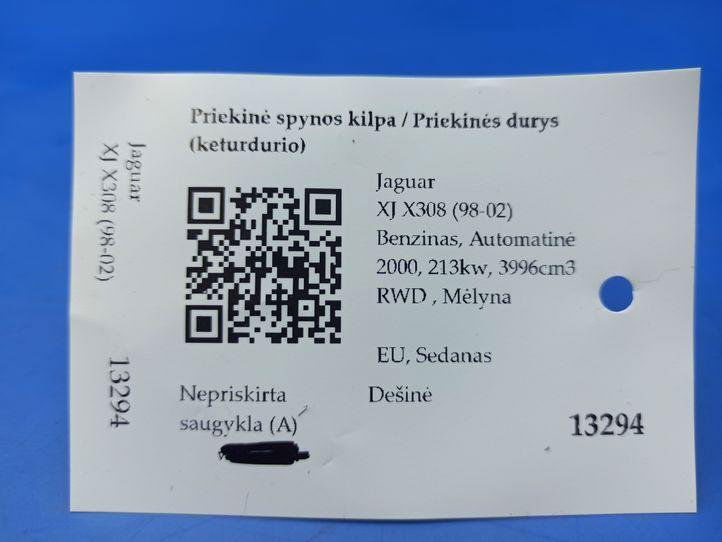 Priekinė spynos kilpa / Priekinės durys
(keturdurio)
Jaguar
XJ X308 (98-02)
Benzinas, Automatinė
2000, 213kw, 3996cm3
RWD , Mėlyna
EU, Sedanas
Nepriskirta
saugykla (A)
Dešinė
13294
Jaguar
XJ X308 (98-02)
13294